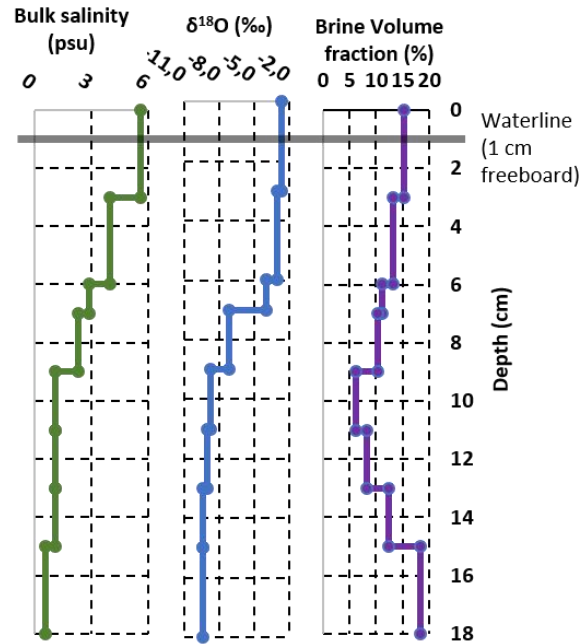 Bulk salinity
(psu)
0 3 6
δ¹⁸O (‰)
-11,0 -8,0 -5,0 -2,0
Brine Volume
fraction (%)
0 5 10 15 20
0
2
4
6
8
10
12
14
16
18
Waterline
(1 cm
freeboard)
Depth (cm)